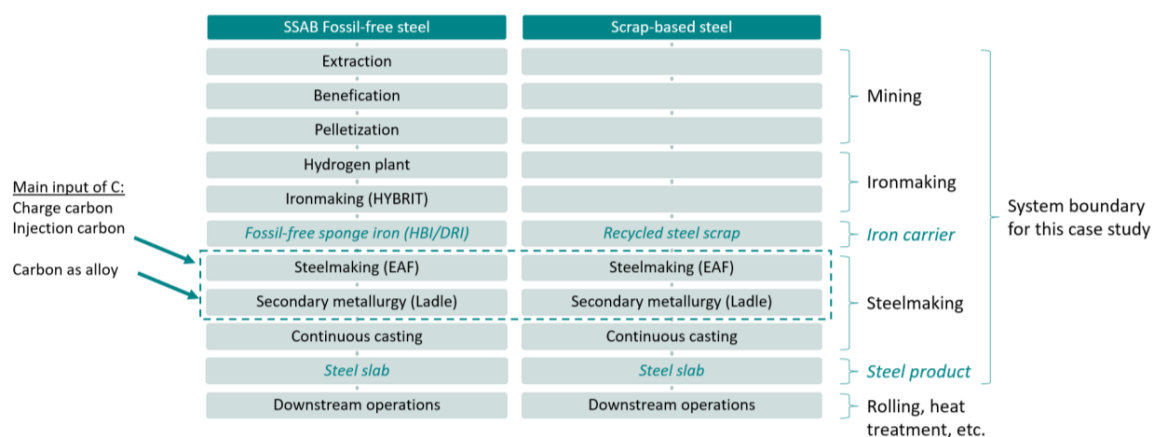 SSAB Fossil-free steel
Scrap-based steel
Extraction
Benefication
Pelletization
Mining
Hydrogen plant
Ironmaking (HYBRIT)
Ironmaking
Main input of C:
Charge carbon
Injection carbon
Fossil-free sponge iron (HBI/DRI)
Recycled steel scrap
Iron carrier
System boundary
for this case study
Carbon as alloy
Steelmaking (EAF)
Steelmaking (EAF)
Secondary metallurgy (Ladle)
Secondary metallurgy (Ladle)
Steelmaking
Continuous casting
Continuous casting
Steel slab
Steel slab
Steel product
Downstream operations
Downstream operations
Rolling, heat
treatment, etc.